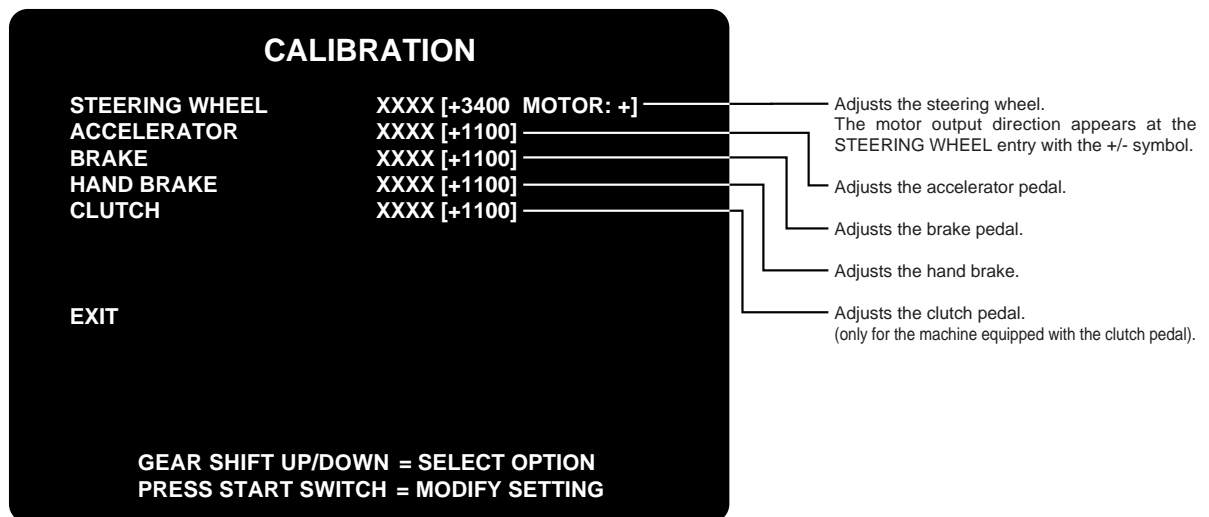 CALIBRATION
STEERING WHEEL XXXX [+3400 MOTOR: +]
ACCELERATOR XXXX [+1100]
BRAKE XXXX [+1100]
HAND BRAKE XXXX [+1100]
CLUTCH XXXX [+1100]
EXIT
GEAR SHIFT UP/DOWN = SELECT OPTION
PRESS START SWITCH = MODIFY SETTING
Adjusts the steering wheel.
The motor output direction appears at the
STEERING WHEEL entry with the +/- symbol.
Adjusts the accelerator pedal.
Adjusts the brake pedal.
Adjusts the hand brake.
Adjusts the clutch pedal.
(only for the machine equipped with the clutch pedal).